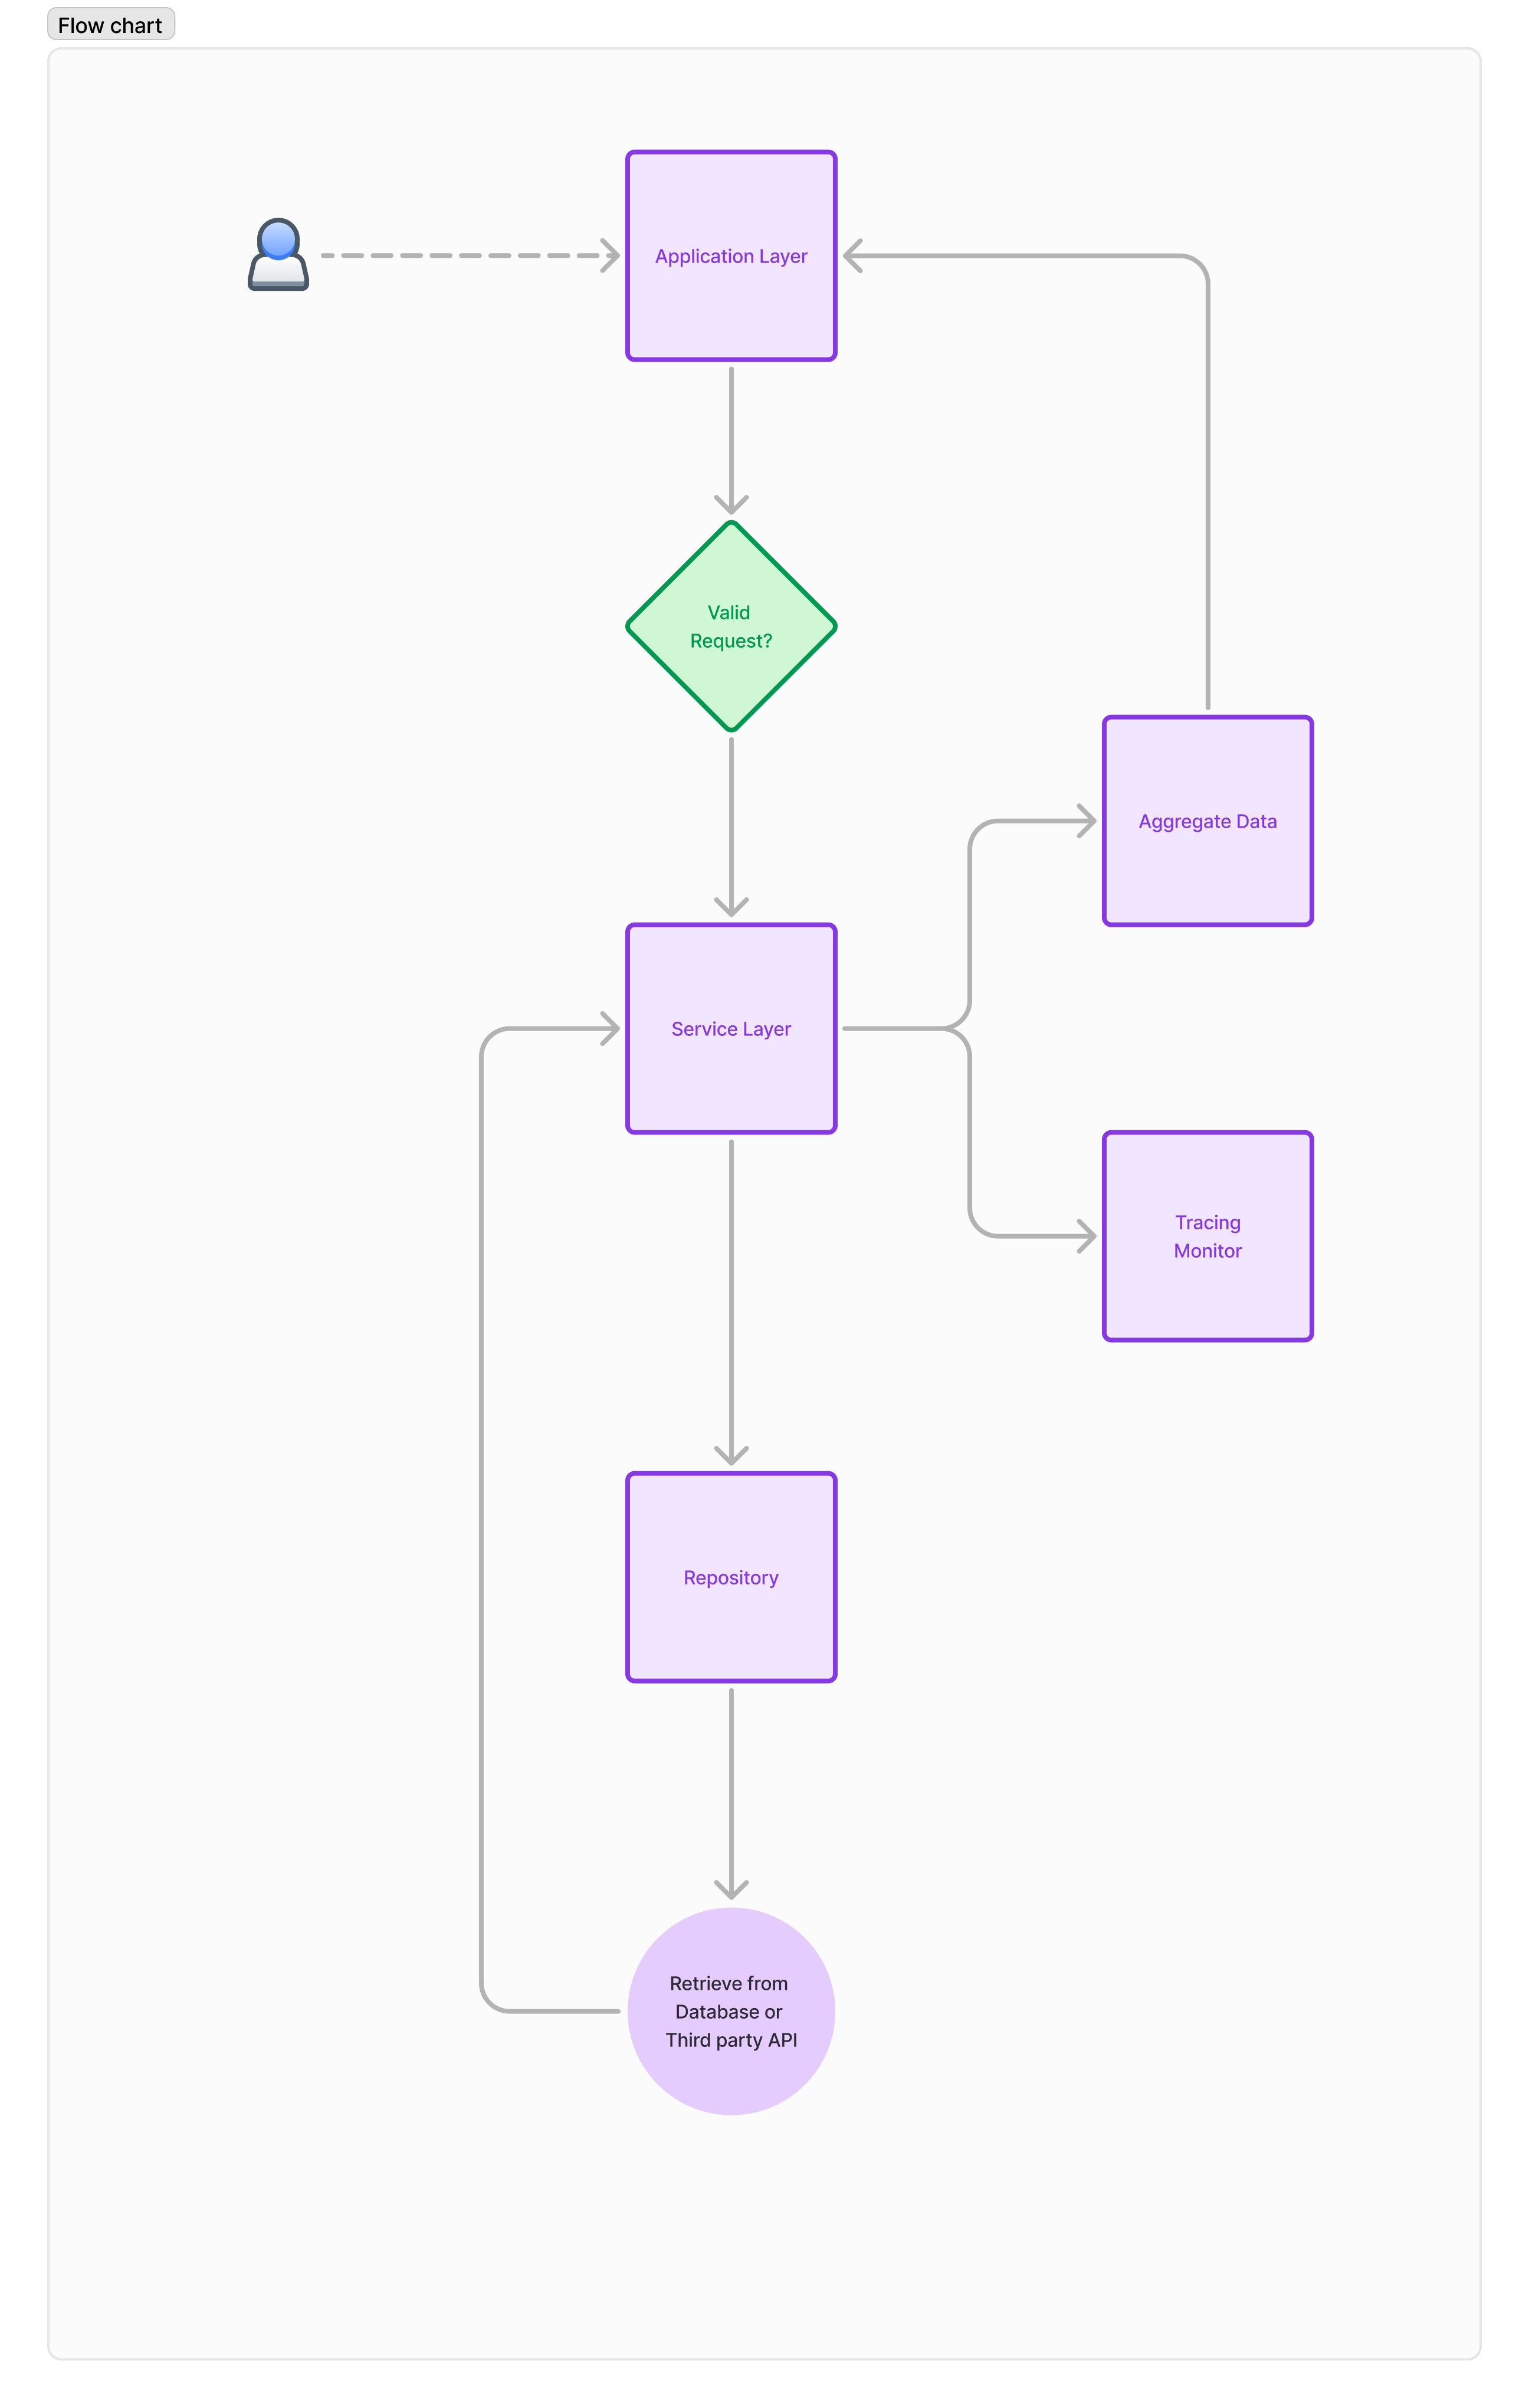 Flow chart
Application Layer
Valid
Request?
Aggregate Data
Service Layer
Tracing
Monitor
Repository
Retrieve from
Database or
Third party API